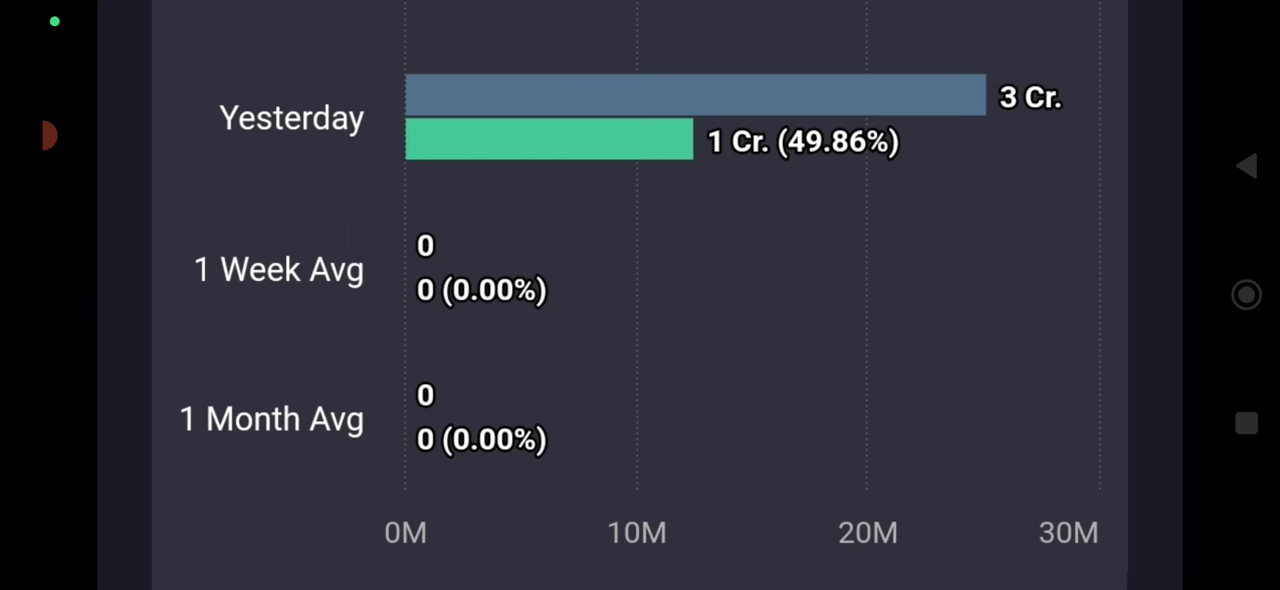 3 Cr.
Yesterday
1 Cr. (49.86%)
0
1 Week Avg
0 (0.00%)
0
1 Month Avg
0 (0.00%)
0M 10M 20M 30M